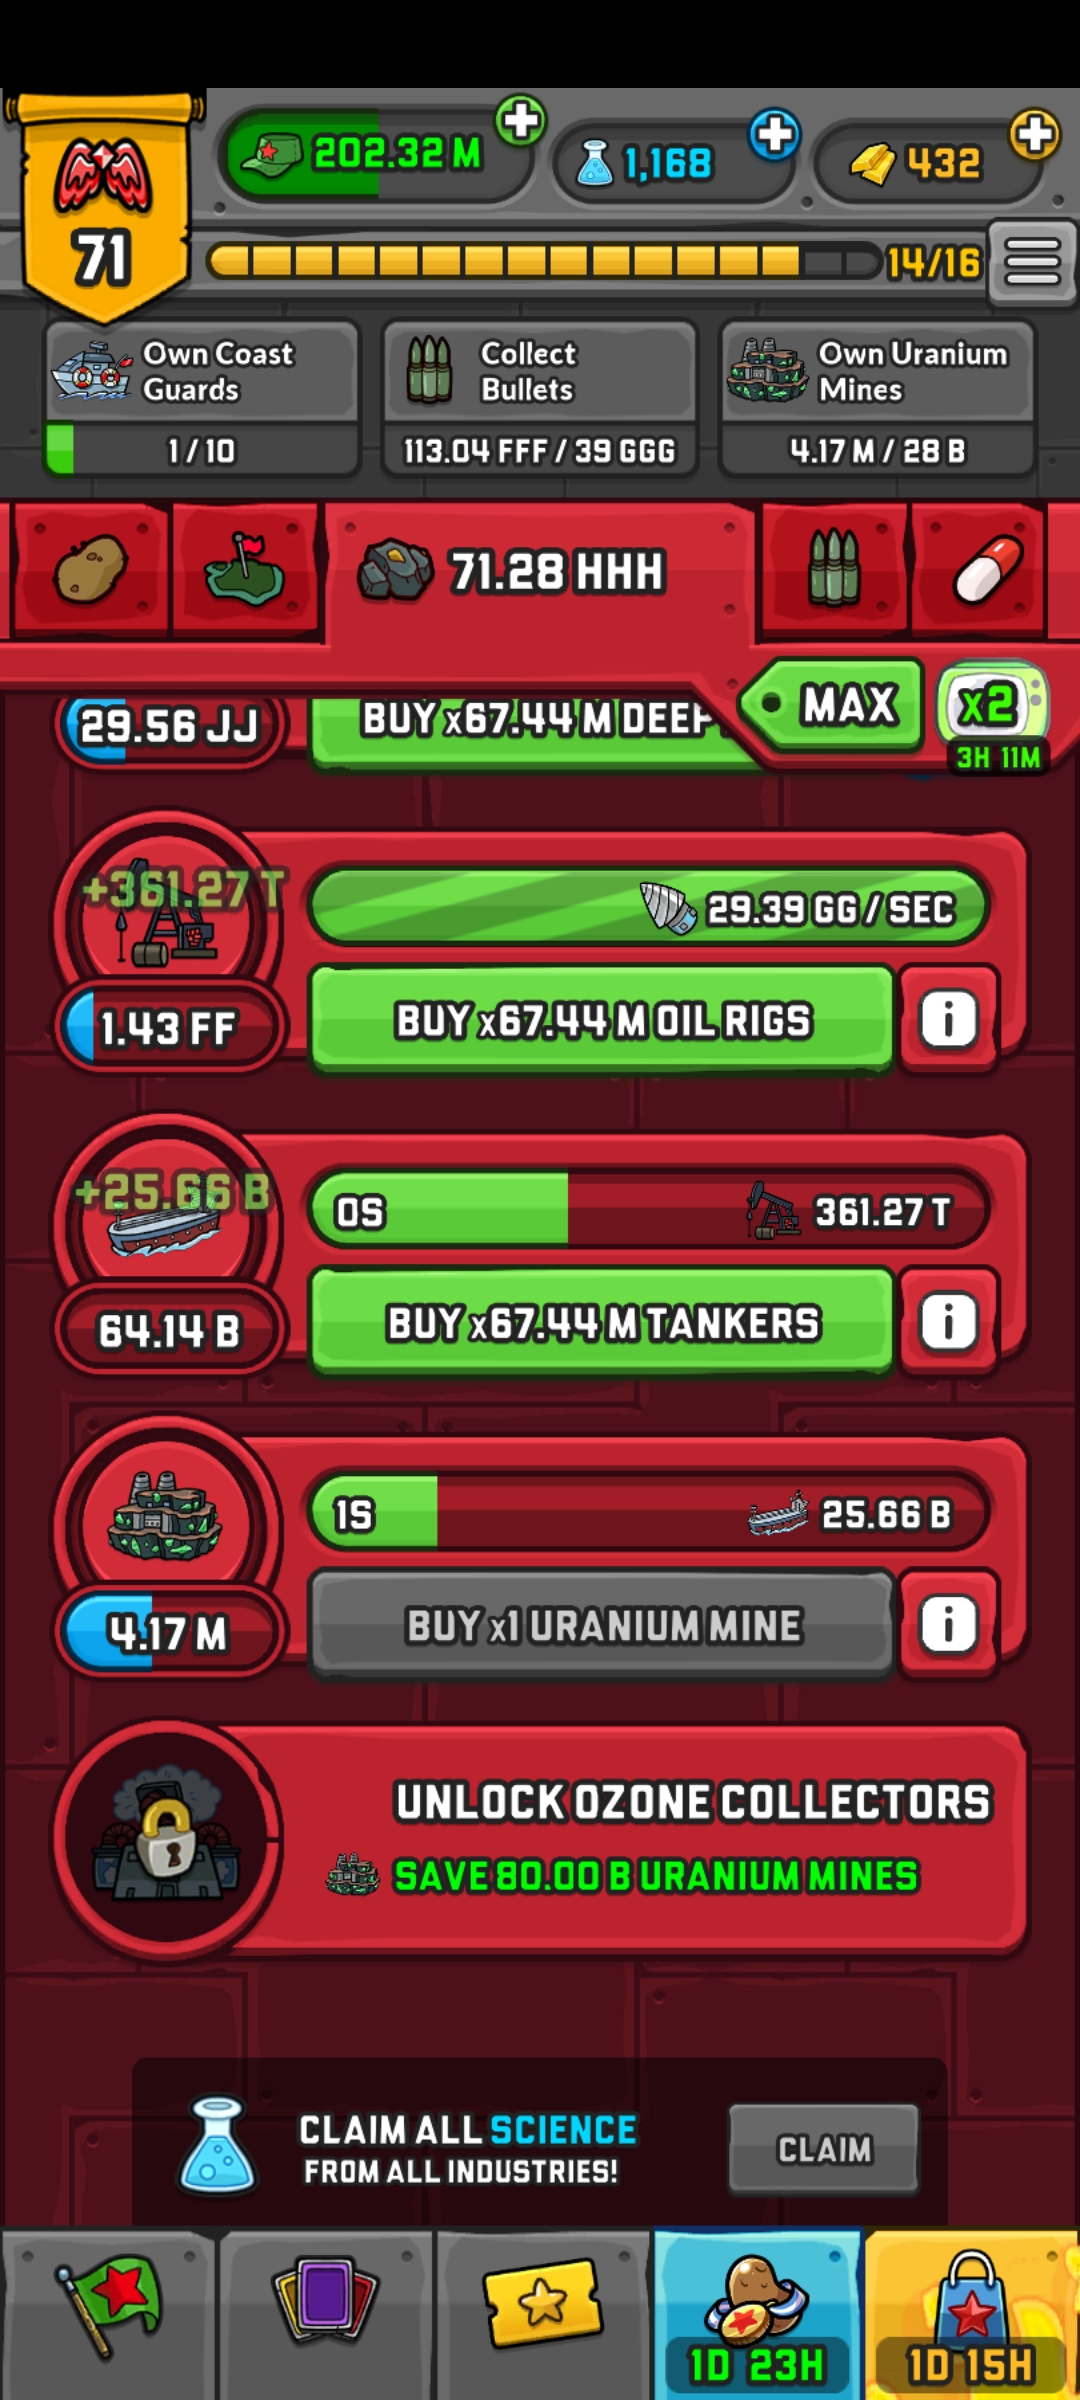 202.32 M
1,168
432
71
14/16
Own Coast
Guards
1 / 10
Collect
Bullets
113.04 FFF / 39 GGG
Own Uranium
Mines
4.17 M / 28 B
71.28 HHH
MAX
x2
3H 11M
29.56 JJ
BUY x67.44 M DEEP
+361.27 T
29.39 GG / SEC
1.43 FF
BUY x67.44 M OIL RIGS
i
+25.66 B
0S
361.27 T
64.14 B
BUY x67.44 M TANKERS
i
1S
25.66 B
4.17 M
BUY x1 URANIUM MINE
i
UNLOCK OZONE COLLECTORS
SAVE 80.00 B URANIUM MINES
CLAIM ALL SCIENCE
FROM ALL INDUSTRIES!
CLAIM
1D 23H
1D 15H